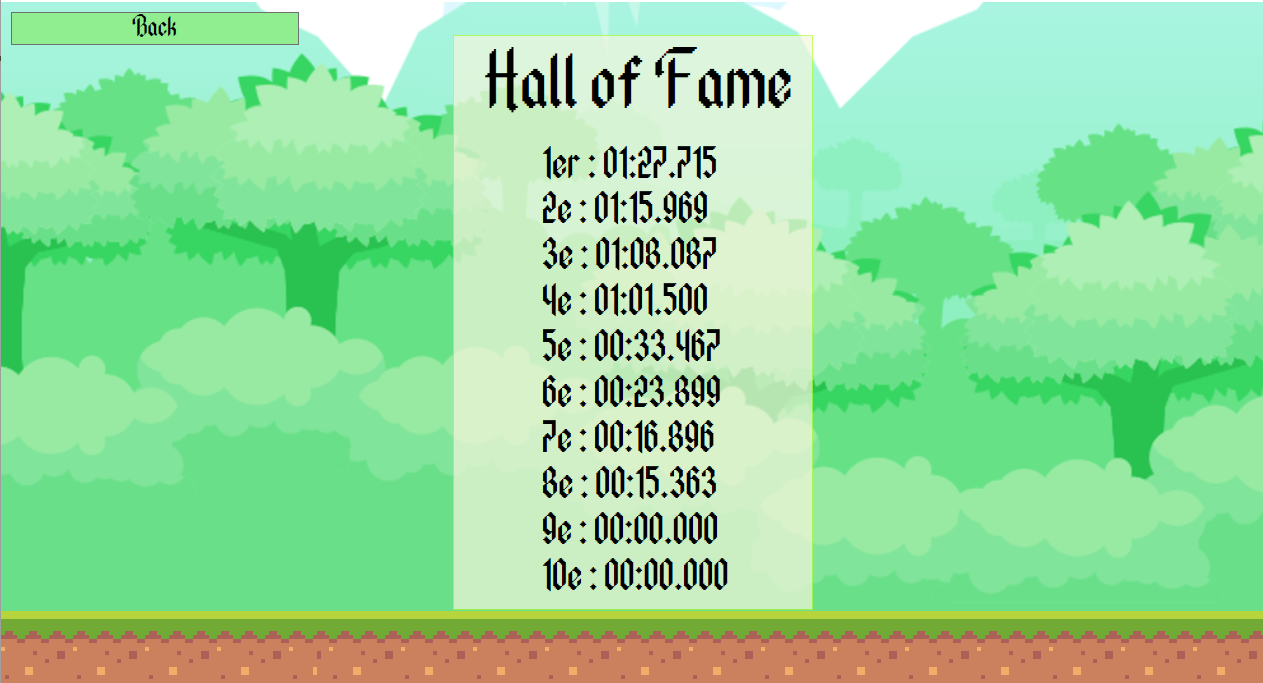 Back
Hall of Fame
1er : 01:27.715
2e : 01:15.969
3e : 01:08.087
4e : 01:01.500
5e : 00:33.467
6e : 00:23.899
7e : 00:16.896
8e : 00:15.363
9e : 00:00.000
10e : 00:00.000